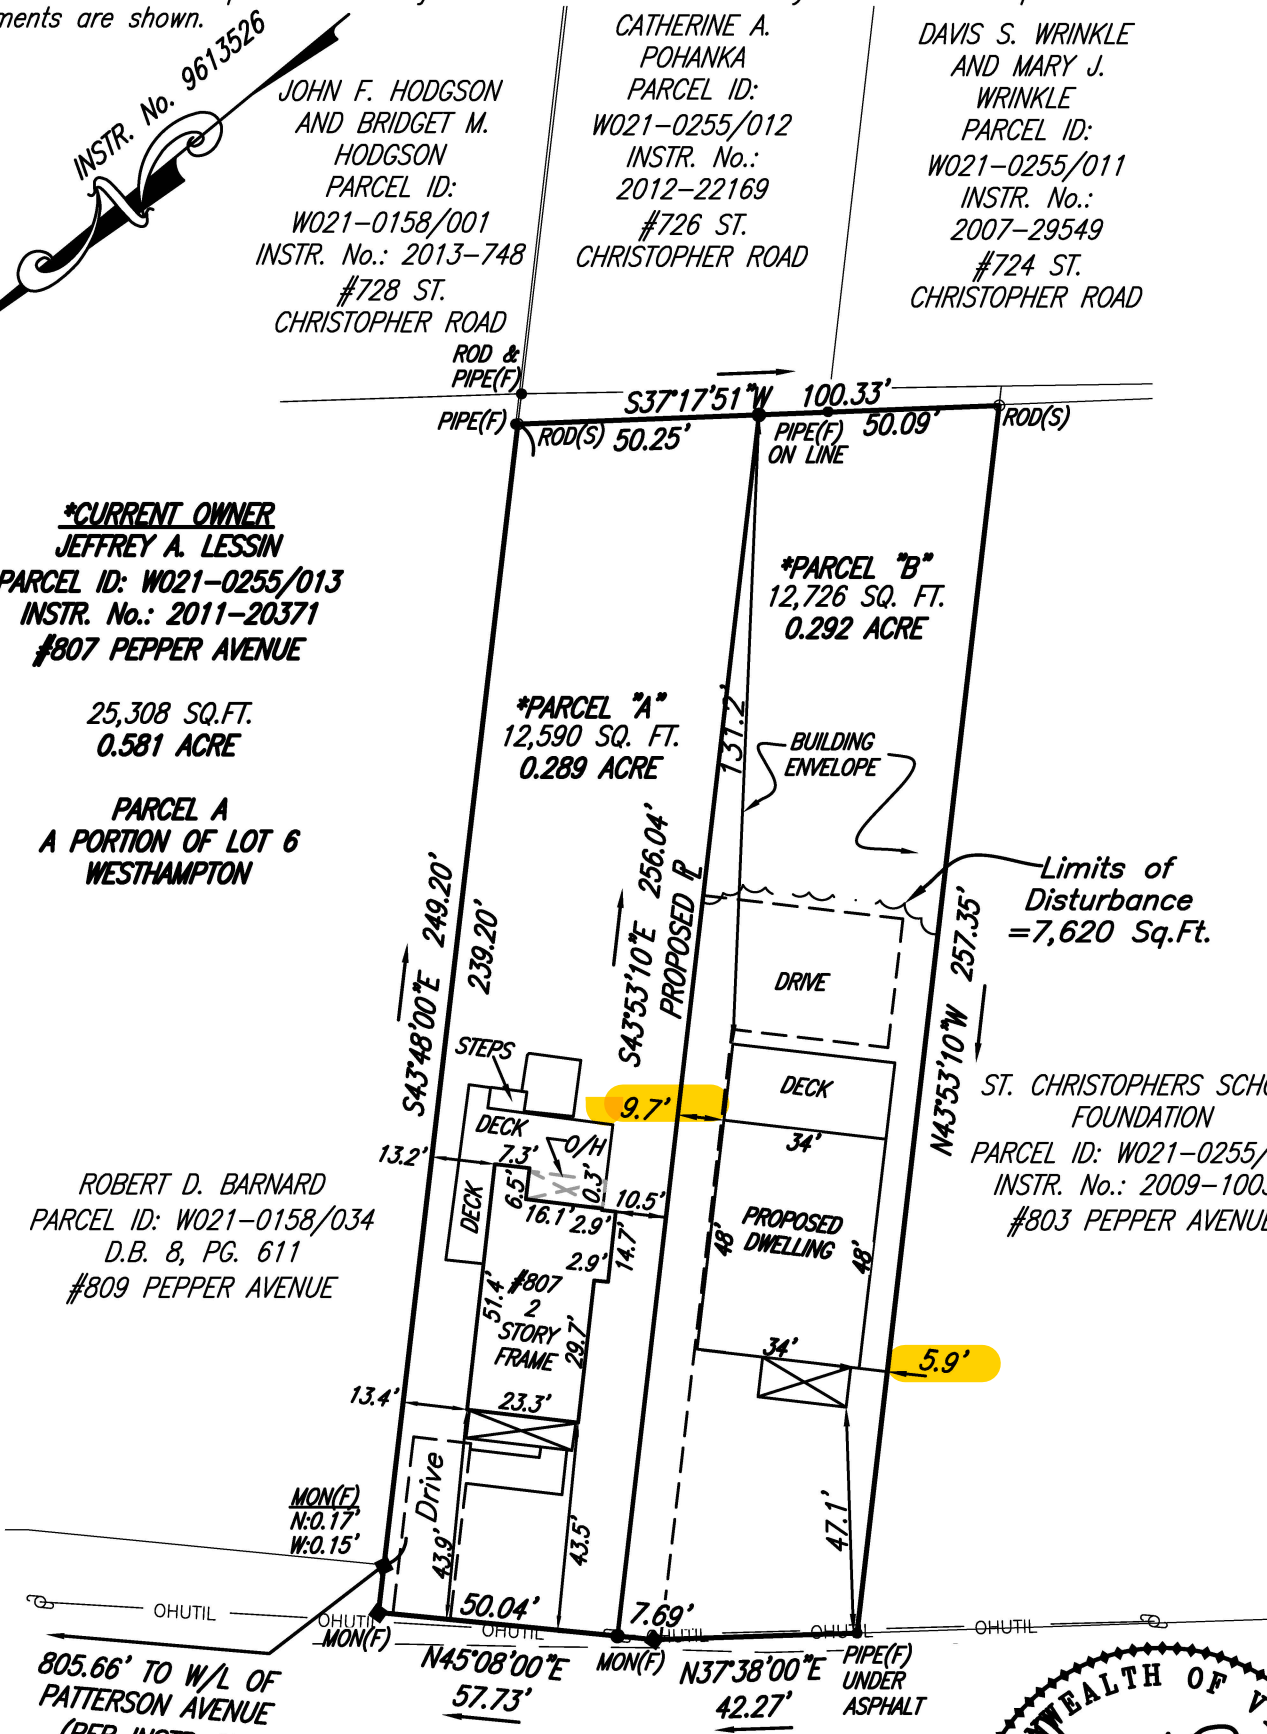 ments are shown.
INSTR. No. 9613526
JOHN F. HODGSON
AND BRIDGET M.
HODGSON
PARCEL ID:
W021-0158/001
INSTR. No.: 2013-748
#728 ST.
CHRISTOPHER ROAD
CATHERINE A.
POHANKA
PARCEL ID:
W021-0255/012
INSTR. No.:
2012-22169
#726 ST.
CHRISTOPHER ROAD
DAVIS S. WRINKLE
AND MARY J.
WRINKLE
PARCEL ID:
W021-0255/011
INSTR. No.:
2007-29549
#724 ST.
CHRISTOPHER ROAD
ROD &
PIPE(F)
PIPE(F)
ROD(S)
S37°17'51"W 100.33'
50.25'
PIPE(F)
ON LINE
50.09'
ROD(S)
*CURRENT OWNER
JEFFREY A. LESSIN
PARCEL ID: W021-0255/013
INSTR. No.: 2011-20371
#807 PEPPER AVENUE
25,308 SQ.FT.
0.581 ACRE
PARCEL A
A PORTION OF LOT 6
WESTHAMPTON
*PARCEL "A"
12,590 SQ. FT.
0.289 ACRE
*PARCEL "B"
12,726 SQ. FT.
0.292 ACRE
131.2'
BUILDING
ENVELOPE
Limits of
Disturbance
=7,620 Sq.Ft.
S43°48'00"E 249.20'
239.20'
S43°53'10"E 256.04'
PROPOSED PL
N43°53'10"W 257.35'
DRIVE
DECK
34'
STEPS
DECK
9.7'
O/H
7.3'
13.2'
6.5'
0.3'
10.5'
DECK
16.1'
2.9'
14.7'
2.9'
PROPOSED
DWELLING
48'
48'
ST. CHRISTOPHERS SCHO
FOUNDATION
PARCEL ID: W021-0255/
INSTR. No.: 2009-1003
#803 PEPPER AVENUE
ROBERT D. BARNARD
PARCEL ID: W021-0158/034
D.B. 8, PG. 611
#809 PEPPER AVENUE
51.4'
#807
2
STORY
FRAME
29.7'
34'
5.9'
13.4'
23.3'
Drive
43.9'
43.5'
47.1'
MON(F)
N:0.17'
W:0.15'
OHUTIL
OHUTIL
OHUTIL
OHUTIL
OHUTIL
OHUTIL
50.04'
7.69'
MON(F)
MON(F)
N45°08'00"E
57.73'
N37°38'00"E
42.27'
PIPE(F)
UNDER
ASPHALT
805.66' TO W/L OF
PATTERSON AVENUE
(PER INSTR.
WEALTH OF V